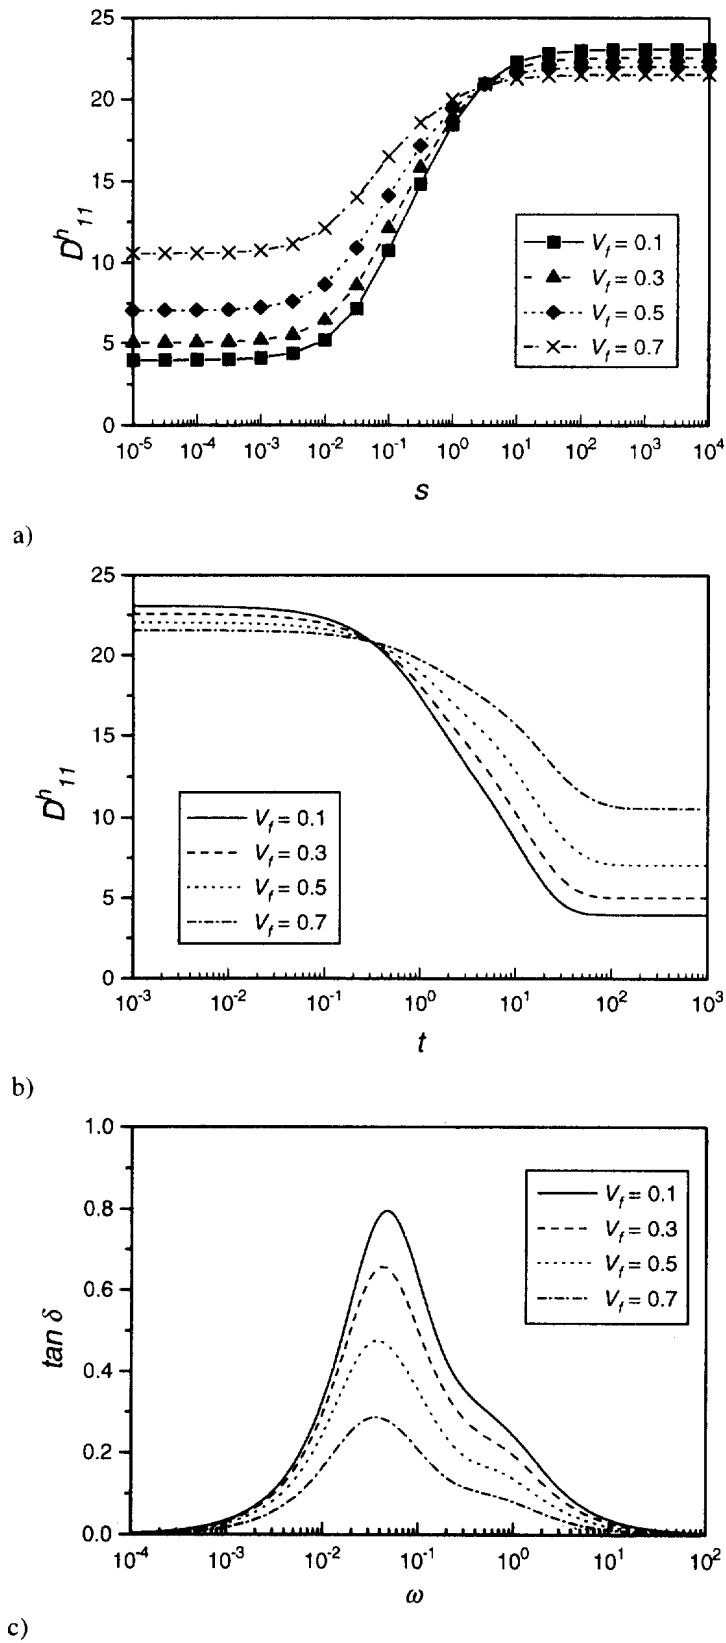 25
20
15
10
5
0
D^h_11
V_f = 0.1
V_f = 0.3
V_f = 0.5
V_f = 0.7
10^-5 10^-4 10^-3 10^-2 10^-1 10^0 10^1 10^2 10^3 10^4
s
a)
25
20
15
10
5
0
D^h_11
V_f = 0.1
V_f = 0.3
V_f = 0.5
V_f = 0.7
10^-3 10^-2 10^-1 10^0 10^1 10^2 10^3
t
b)
1.0
0.8
0.6
0.4
0.2
0.0
tan δ
V_f = 0.1
V_f = 0.3
V_f = 0.5
V_f = 0.7
10^-4 10^-3 10^-2 10^-1 10^0 10^1 10^2
ω
c)